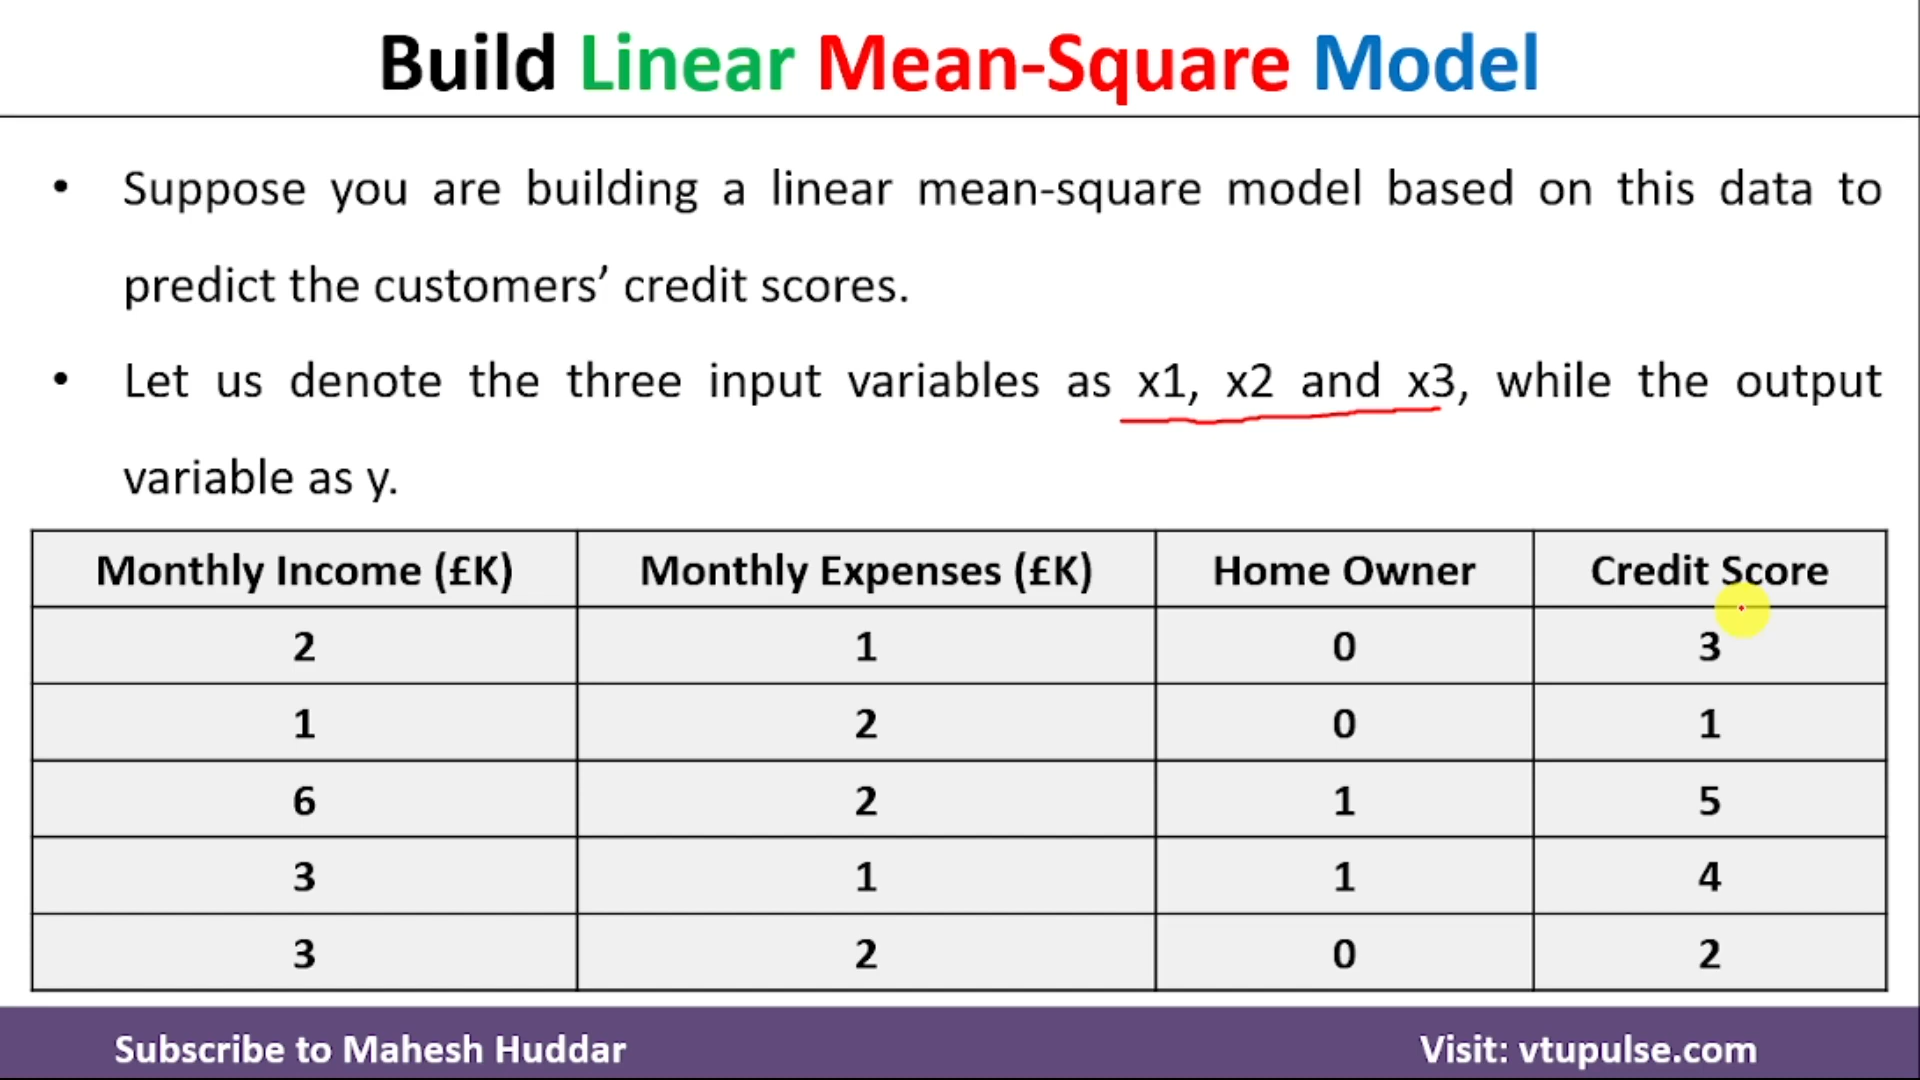 Build Linear Mean-Square Model
• Suppose you are building a linear mean-square model based on this data to
predict the customers’ credit scores.
• Let us denote the three input variables as x1, x2 and x3, while the output
variable as y.
Monthly Income (£K) Monthly Expenses (£K) Home Owner Credit Score
2 1 0 3
1 2 0 1
6 2 1 5
3 1 1 4
3 2 0 2
Subscribe to Mahesh Huddar Visit: vtupulse.com